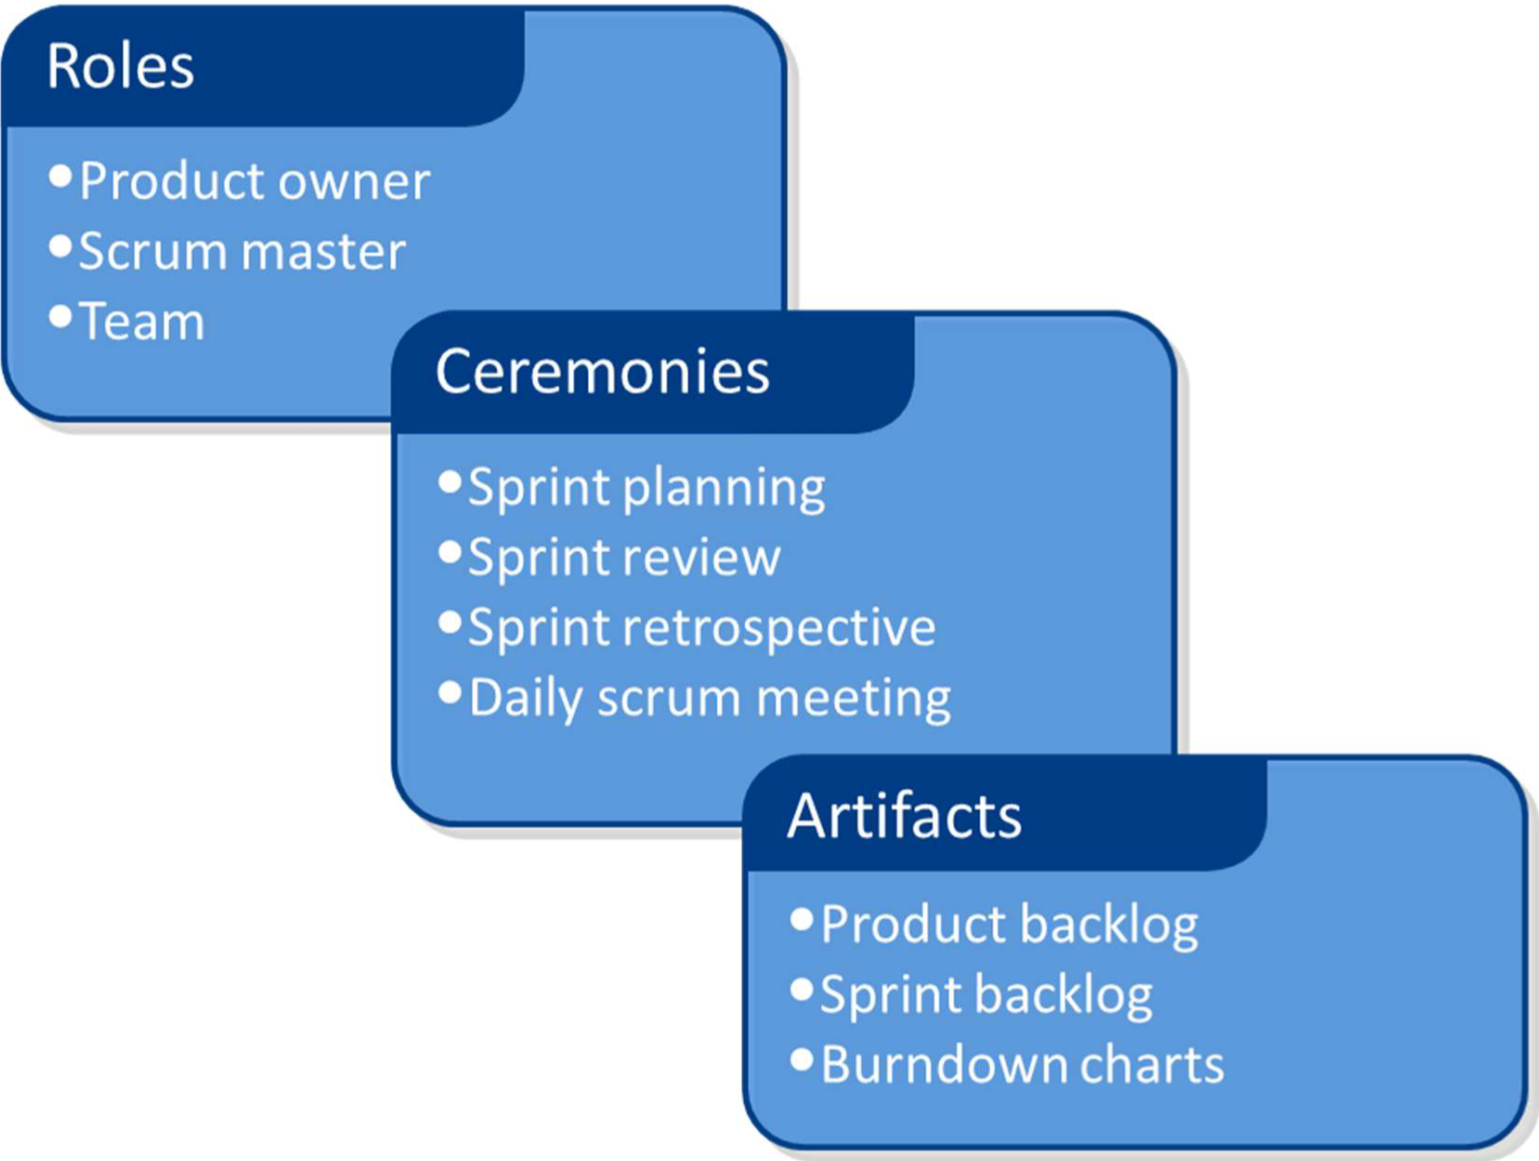 Roles
•Product owner
•Scrum master
•Team
Ceremonies
•Sprint planning
•Sprint review
•Sprint retrospective
•Daily scrum meeting
Artifacts
•Product backlog
•Sprint backlog
•Burndown charts